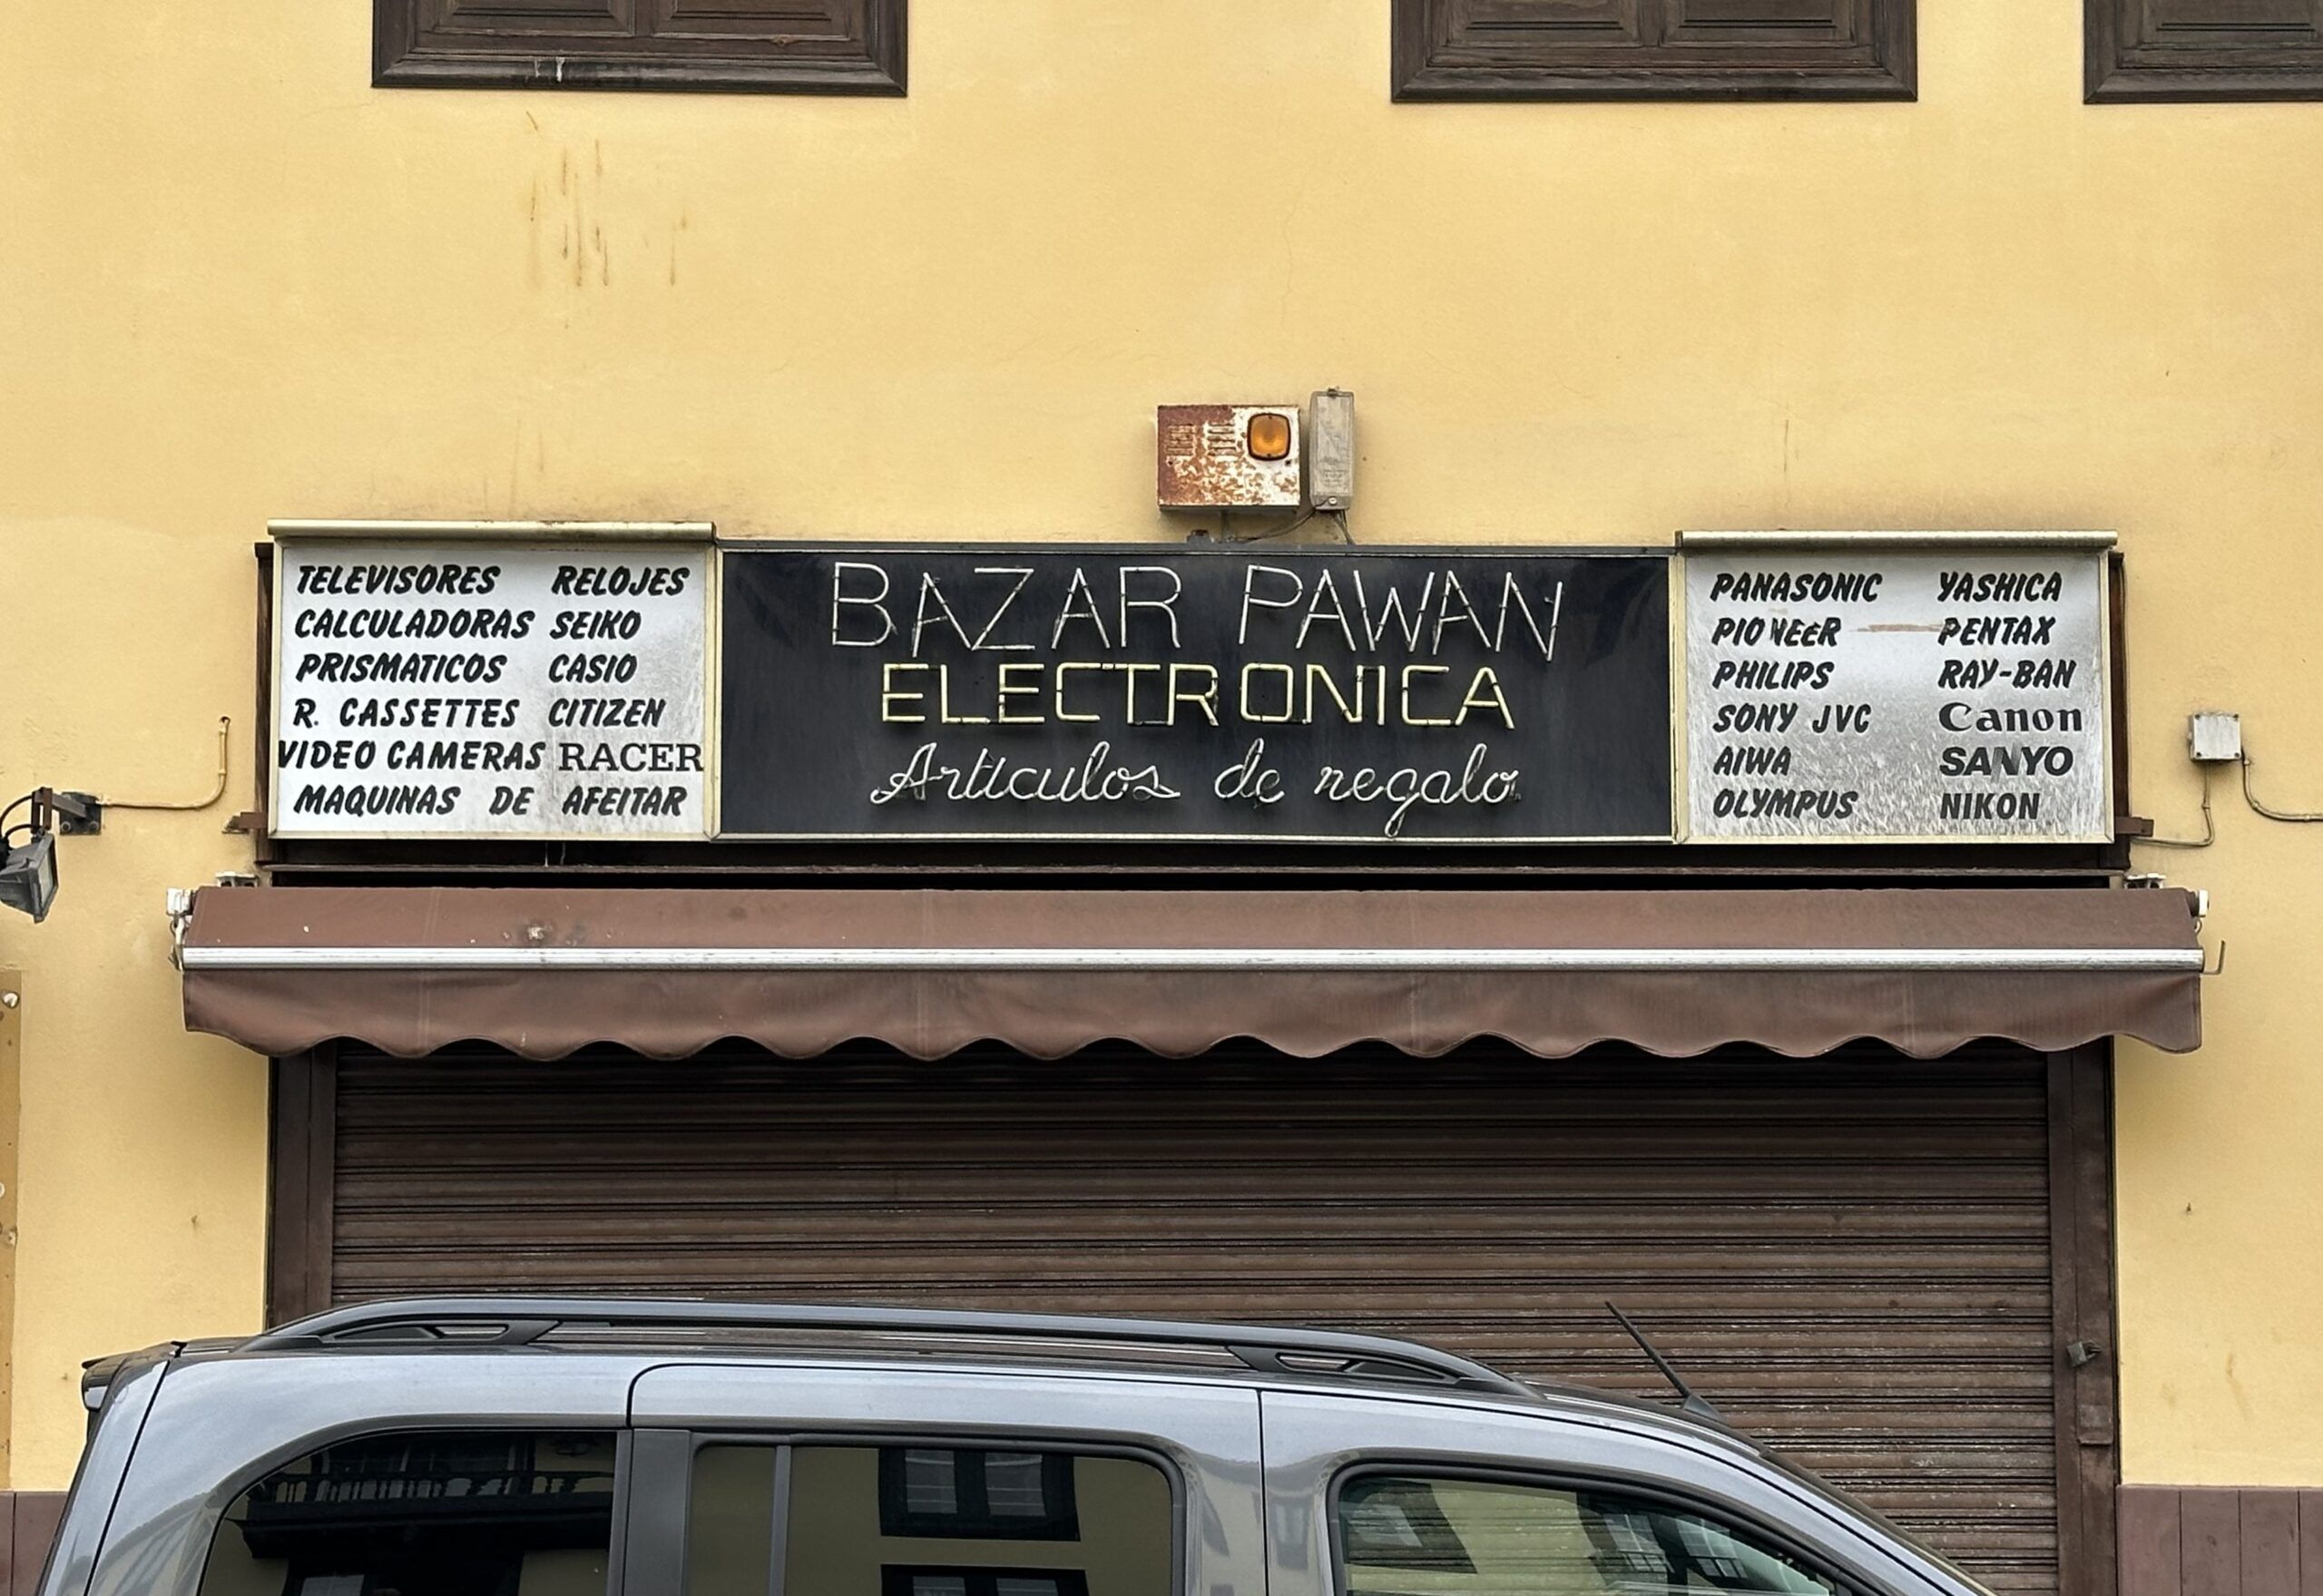 TELEVISORES RELOJES
CALCULADORAS SEIKO
PRISMATICOS CASIO
R. CASSETTES CITIZEN
VIDEO CAMERAS RACER
MAQUINAS DE AFEITAR
BAZAR PAWAN
ELECTRONICA
Articulos de regalo
PANASONIC YASHICA
PIONEER PENTAX
PHILIPS RAY-BAN
SONY JVC Canon
AIWA SANYO
OLYMPUS NIKON